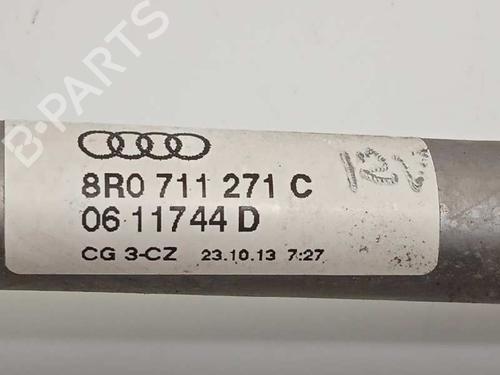 B-PARTS
8R0 711 271 C
06 11744 D
CG 3-CZ 23.10.13 7:27